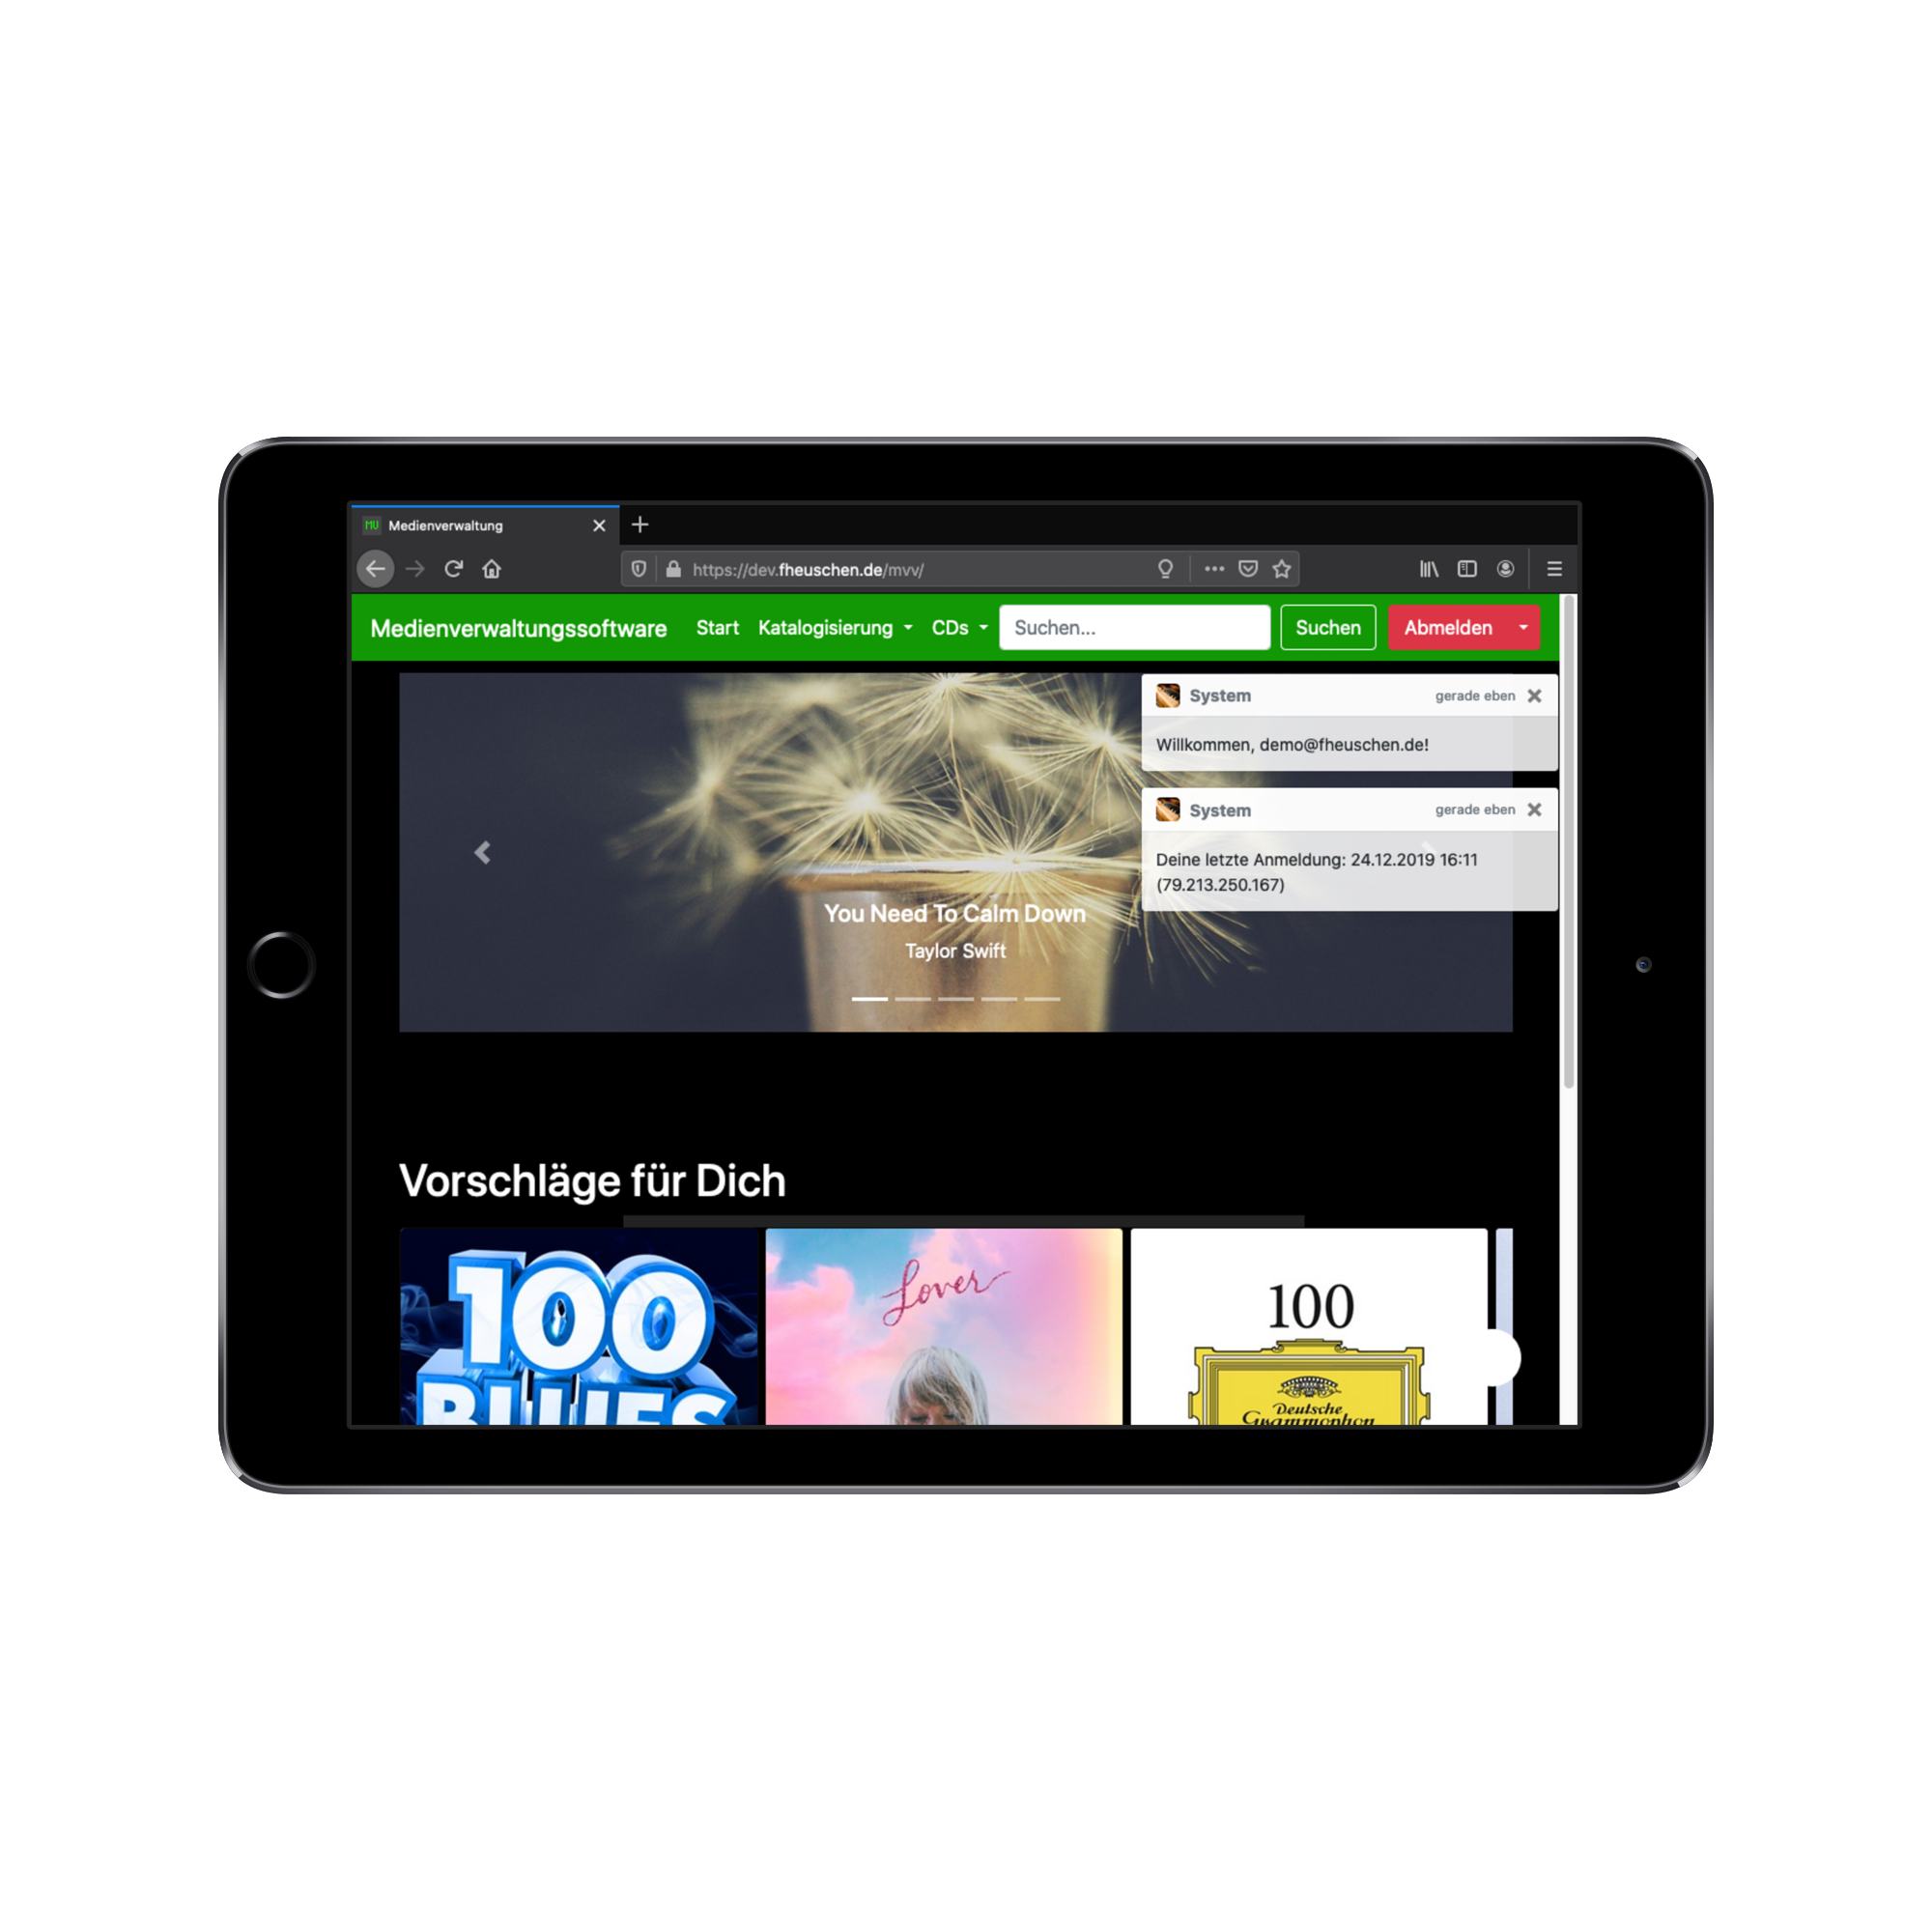 MV Medienverwaltung
https://dev.fheuschen.de/mvv/
Medienverwaltungssoftware Start Katalogisierung CDs Suchen... Suchen Abmelden
System gerade eben
Willkommen, demo@fheuschen.de!
System gerade eben
Deine letzte Anmeldung: 24.12.2019 16:11
(79.213.250.167)
You Need To Calm Down
Taylor Swift
Vorschläge für Dich
100
BLUES
Lover
100
Deutsche
Grammophon